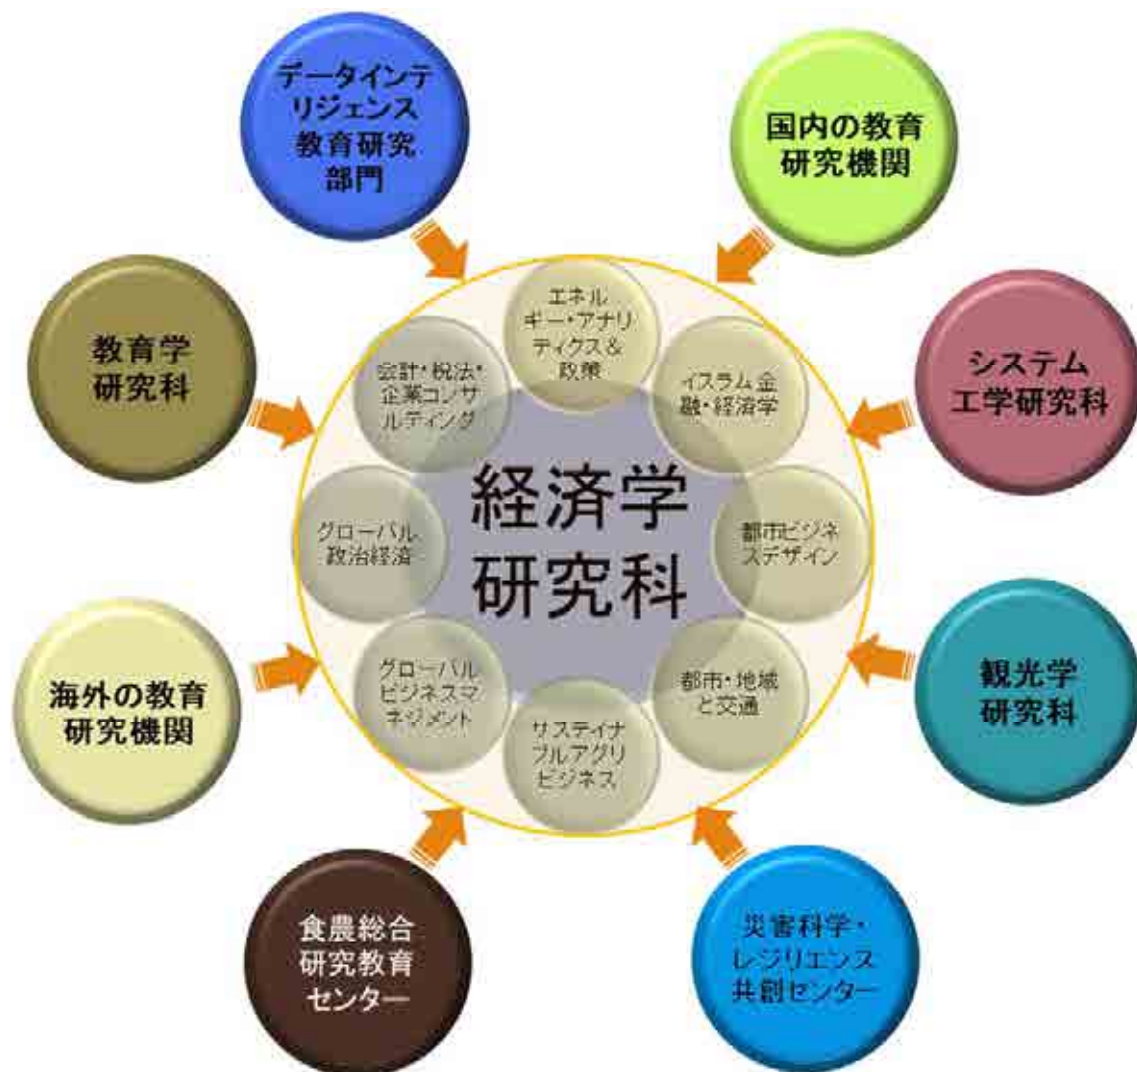 データインテ
リジェンス
教育研究
部門
国内の教育
研究機関
教育学
研究科
システム
工学研究科
エネル
ギー・アナリ
ティクス＆
政策
会計・税法・
企業コンサ
ルティング
イスラム金
融・経済学
経済学
研究科
グローバル
政治経済
都市ビジネ
スデザイン
グローバル
ビジネスマ
ネジメント
都市・地域
と交通
サスティナ
ブルアグリ
ビジネス
海外の教育
研究機関
観光学
研究科
食農総合
研究教育
センター
災害科学・
レジリエンス
共創センター